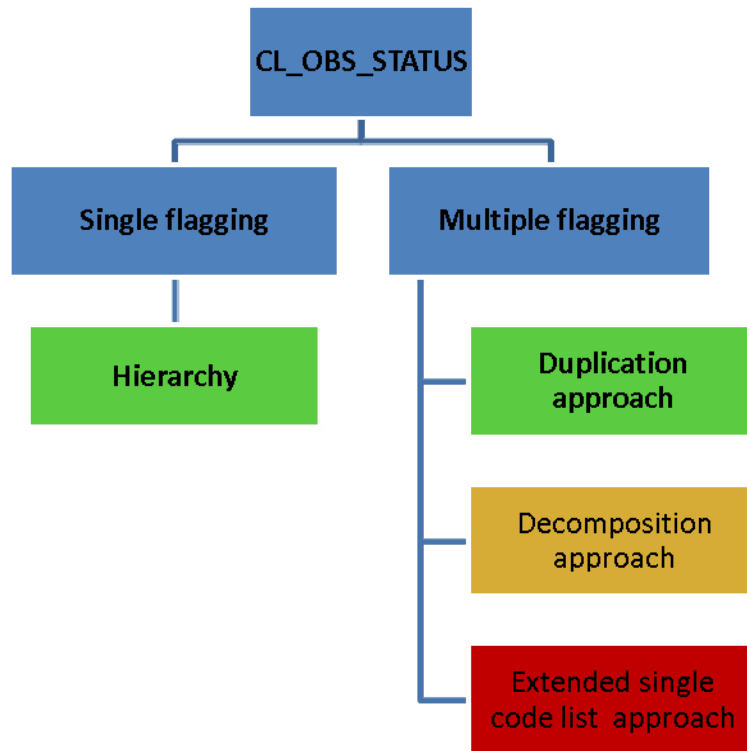 CL_OBS_STATUS
Single flagging
Multiple flagging
Hierarchy
Duplication
approach
Decomposition
approach
Extended single
code list approach